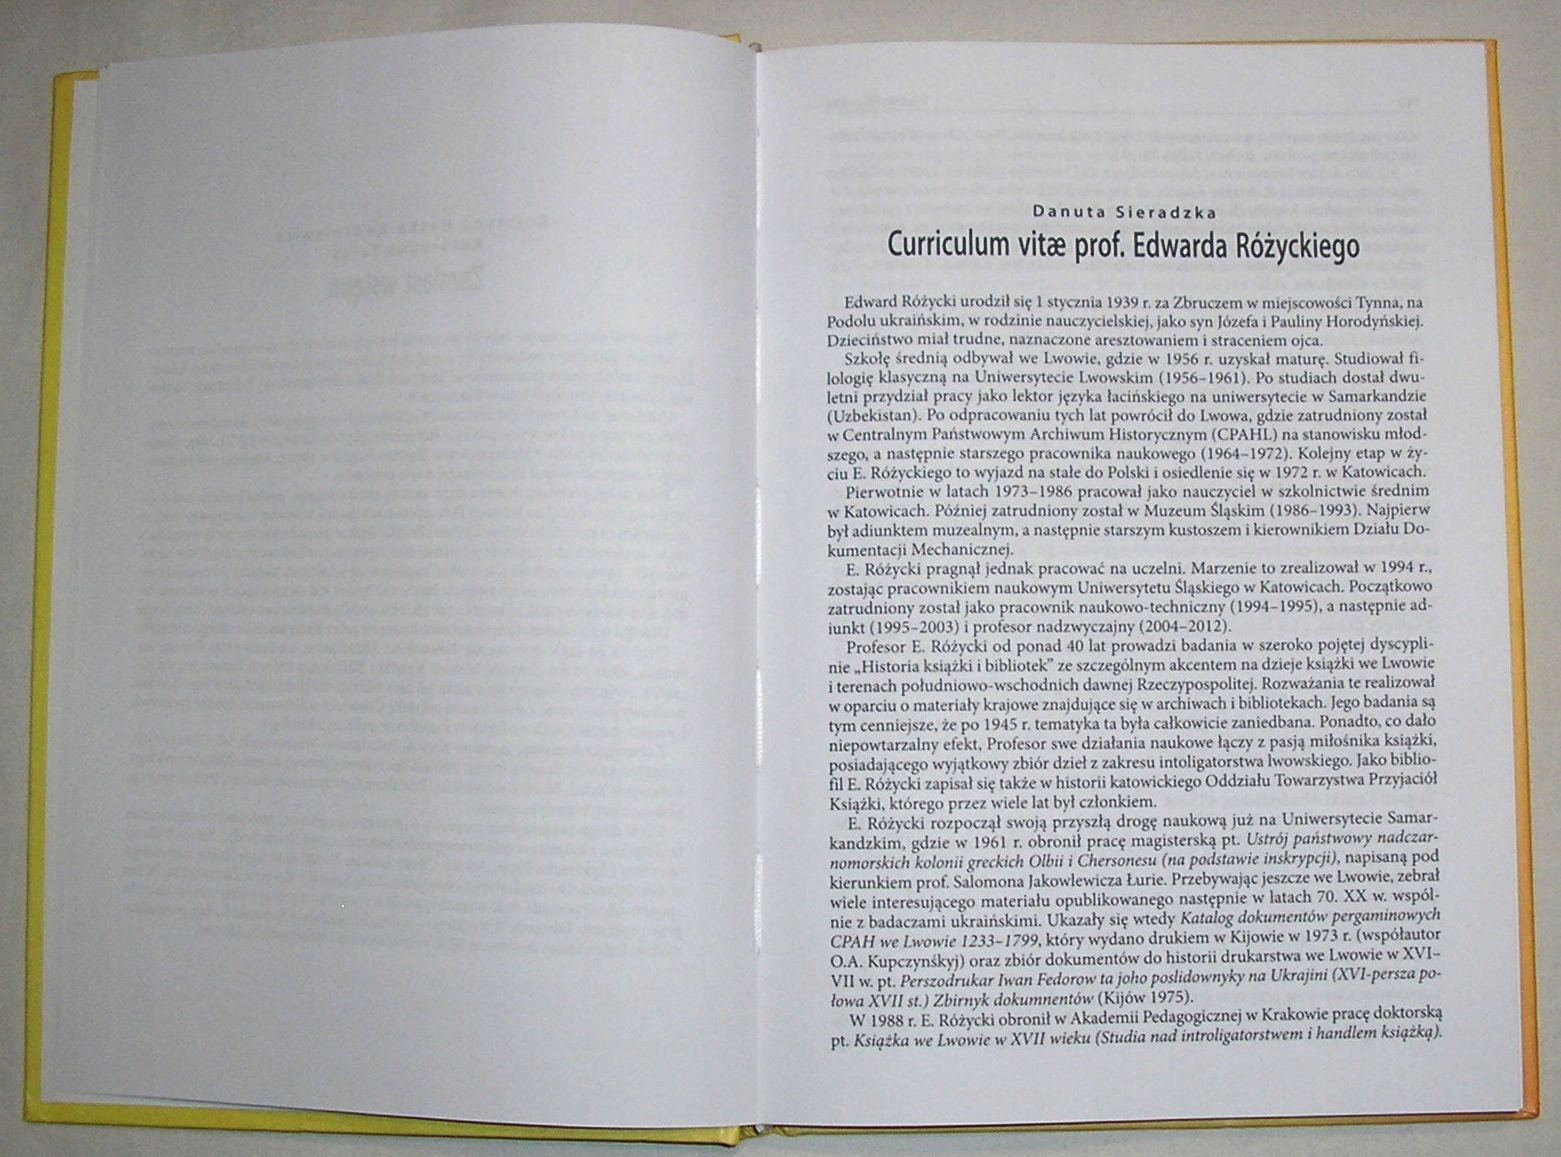 Danuta Sieradzka
Curriculum vitæ prof. Edwarda Różyckiego
Edward Różycki urodził się 1 stycznia 1939 r. za Zbruczem w miejscowości Tynna, na
Podolu ukraińskim, w rodzinie nauczycielskiej, jako syn Józefa i Pauliny Horodyńskiej.
Dzieciństwo miał trudne, naznaczone aresztowaniem i straceniem ojca.
Szkołę średnią odbywał we Lwowie, gdzie w 1956 r. uzyskał maturę. Studiował fi-
lologię klasyczną na Uniwersytecie Lwowskim (1956–1961). Po studiach dostał dwu-
letni przydział pracy jako lektor języka łacińskiego na uniwersytecie w Samarkandzie
(Uzbekistan). Po odpracowaniu tych lat powrócił do Lwowa, gdzie zatrudniony został
w Centralnym Państwowym Archiwum Historycznym (CPAHL) na stanowisku młod-
szego, a następnie starszego pracownika naukowego (1964–1972). Kolejny etap w ży-
ciu E. Różyckiego to wyjazd na stałe do Polski i osiedlenie się w 1972 r. w Katowicach.
Pierwotnie w latach 1973–1986 pracował jako nauczyciel w szkolnictwie średnim
w Katowicach. Później zatrudniony został w Muzeum Śląskim (1986–1993). Najpierw
był adiunktem muzealnym, a następnie starszym kustoszem i kierownikiem Działu Do-
kumentacji Mechanicznej.
E. Różycki pragnął jednak pracować na uczelni. Marzenie to zrealizował w 1994 r.,
zostając pracownikiem naukowym Uniwersytetu Śląskiego w Katowicach. Początkowo
zatrudniony został jako pracownik naukowo-techniczny (1994–1995), a następnie ad-
iunkt (1995–2003) i profesor nadzwyczajny (2004–2012).
Profesor E. Różycki od ponad 40 lat prowadzi badania w szeroko pojętej dyscypli-
nie „Historia książki i bibliotek” ze szczególnym akcentem na dzieje książki we Lwowie
i terenach południowo-wschodnich dawnej Rzeczypospolitej. Rozważania te realizował
w oparciu o materiały krajowe znajdujące się w archiwach i bibliotekach. Jego badania są
tym cenniejsze, że po 1945 r. tematyka ta była całkowicie zaniedbana. Ponadto, co dało
niepowtarzalny efekt, Profesor swe działania naukowe łączy z pasją miłośnika książki,
posiadającego wyjątkowy zbiór dzieł z zakresu intoligatorstwa lwowskiego. Jako biblio-
fil E. Różycki zapisał się także w historii katowickiego Oddziału Towarzystwa Przyjaciół
Książki, którego przez wiele lat był członkiem.
E. Różycki rozpoczął swoją przyszłą drogę naukową już na Uniwersytecie Samar-
kandzkim, gdzie w 1961 r. obronił pracę magisterską pt. Ustrój państwowy nadczar-
nomorskich kolonii greckich Olbii i Chersonesu (na podstawie inskrypcji), napisaną pod
kierunkiem prof. Salomona Jakowlewicza Łurie. Przebywając jeszcze we Lwowie, zebrał
wiele interesującego materiału opublikowanego następnie w latach 70. XX w. wspól-
nie z badaczami ukraińskimi. Ukazały się wtedy Katalog dokumentów pergaminowych
CPAH we Lwowie 1233–1799, który wydano drukiem w Kijowie w 1973 r. (współautor
O.A. Kupczynśkyj) oraz zbiór dokumentów do historii drukarstwa we Lwowie w XVI–
VII w. pt. Perszodrukar Iwan Fedorow ta joho poslidownyky na Ukrajini (XVI-persza po-
łowa XVII st.) Zbirnyk dokumnentów (Kijów 1975).
W 1988 r. E. Różycki obronił w Akademii Pedagogicznej w Krakowie pracę doktorską
pt. Książka we Lwowie w XVII wieku (Studia nad introligatorstwem i handlem książką).